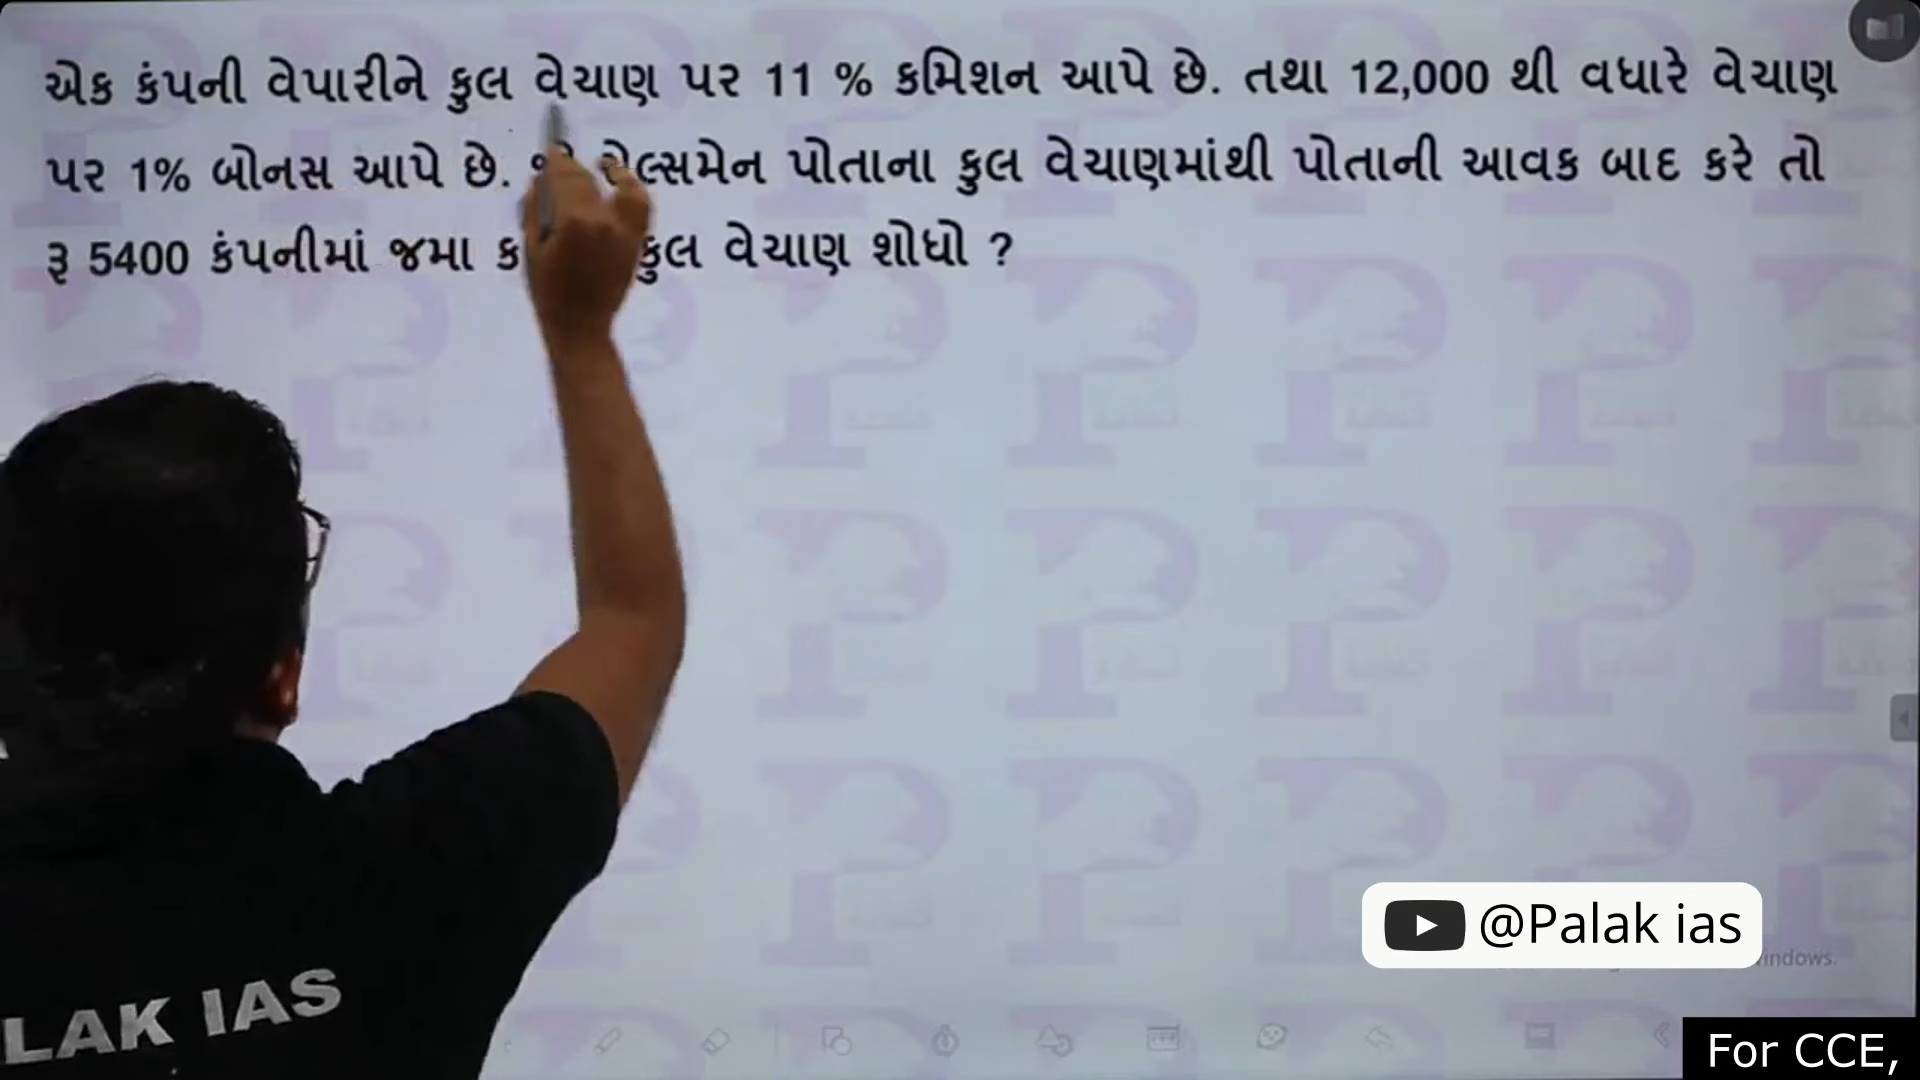 એક કંપની વેપારીને કુલ વેચાણ પર 11 % કમિશન આપે છે. તથા 12,000 થી વધારે વેચાણ
પર 1% બોનસ આપે છે. પોતાના કુલ વેચાણમાંથી પોતાની આવક બાદ કરે તો
રૂ 5400 કંપનીમાં જમા કુલ વેચાણ શોધો ?
@Palak ias
indows.
LAK IAS
For CCE,